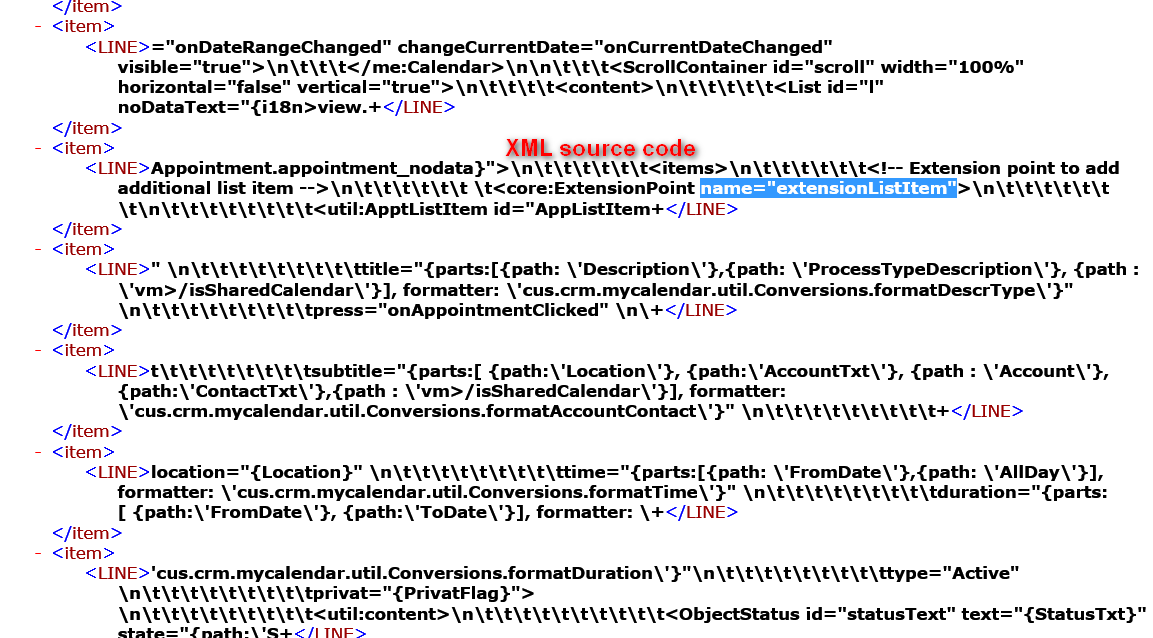 </item>
- <item>
<LINE>="onDateRangeChanged" changeCurrentDate="onCurrentDateChanged"
visible="true">\n\t\t\t</me:Calendar>\n\n\t\t\t<ScrollContainer id="scroll" width="100%"
horizontal="false" vertical="true">\n\t\t\t\t<content>\n\t\t\t\t\t<List id="l"
noDataText="{i18n>view.+</LINE>
</item>
XML source code
- <item>
<LINE>Appointment.appointment_nodata}">\n\t\t\t\t\t\t<items>\n\t\t\t\t\t\t<!-- Extension point to add
additional list item -->\n\t\t\t\t\t\t \t<core:ExtensionPoint name="extensionListItem">\n\t\t\t\t\t\t
\t\n\t\t\t\t\t\t\t\t<util:ApptListItem id="AppListItem+</LINE>
</item>
- <item>
<LINE>" \n\t\t\t\t\t\t\t\t\ttitle="{parts:[{path: \'Description\'},{path: \'ProcessTypeDescription\'}, {path :
\'vm>/isSharedCalendar\'}], formatter: \'cus.crm.mycalendar.util.Conversions.formatDescrType\'}"
\n\t\t\t\t\t\t\t\t\tpress="onAppointmentClicked" \n\+</LINE>
</item>
- <item>
<LINE>t\t\t\t\t\t\t\t\tsubtitle="{parts:[ {path:\'Location\'}, {path:\'AccountTxt\'}, {path : \'Account\'},
{path:\'ContactTxt\'},{path : \'vm>/isSharedCalendar\'}], formatter:
\'cus.crm.mycalendar.util.Conversions.formatAccountContact\'}" \n\t\t\t\t\t\t\t\t\t+</LINE>
</item>
- <item>
<LINE>location="{Location}" \n\t\t\t\t\t\t\t\t\ttime="{parts:[{path: \'FromDate\'},{path: \'AllDay\'}],
formatter: \'cus.crm.mycalendar.util.Conversions.formatTime\'}" \n\t\t\t\t\t\t\t\t\tduration="{parts:
[ {path:\'FromDate\'}, {path:\'ToDate\'}], formatter: \+</LINE>
</item>
- <item>
<LINE>'cus.crm.mycalendar.util.Conversions.formatDuration\'}"\n\t\t\t\t\t\t\t\t\ttype="Active"
\n\t\t\t\t\t\t\t\t\tprivat="{PrivatFlag}">
\n\t\t\t\t\t\t\t\t\t<util:content>\n\t\t\t\t\t\t\t\t\t\t<ObjectStatus id="statusText" text="{StatusTxt}"
state="{path:\'S+</LINE>